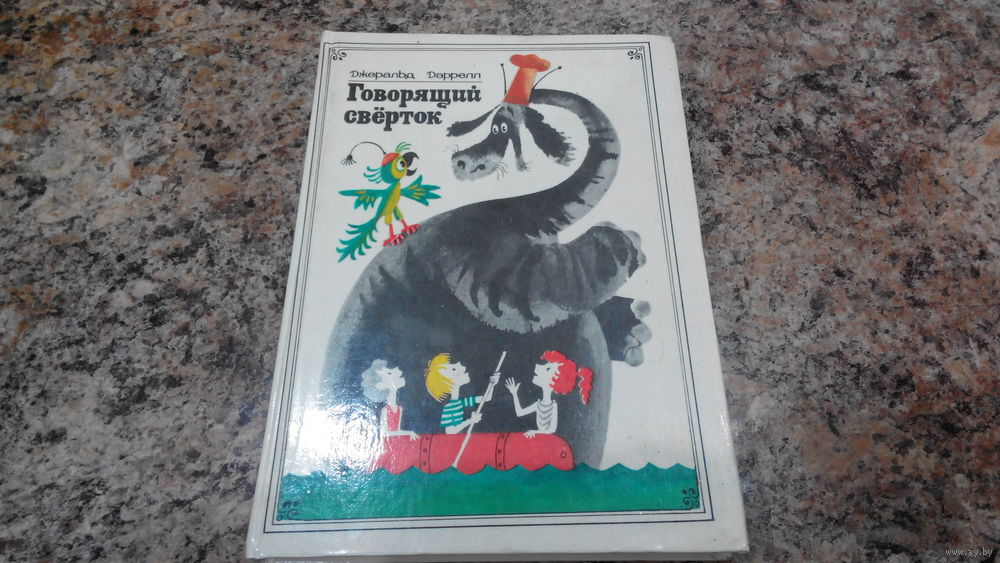 Джеральд Даррелл
Говорящий
свёрток
www.ay.by